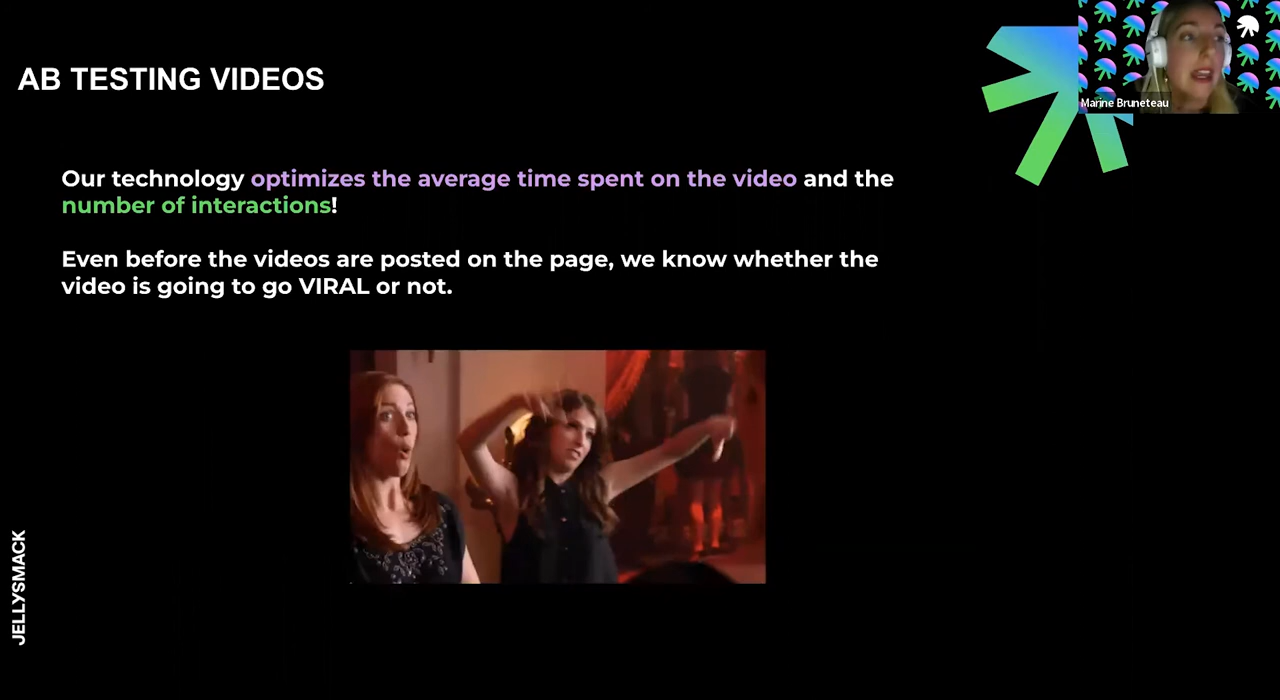 AB TESTING VIDEOS
Marine Bruneteau
Our technology optimizes the average time spent on the video and the
number of interactions!
Even before the videos are posted on the page, we know whether the
video is going to go VIRAL or not.
JELLYSMACK